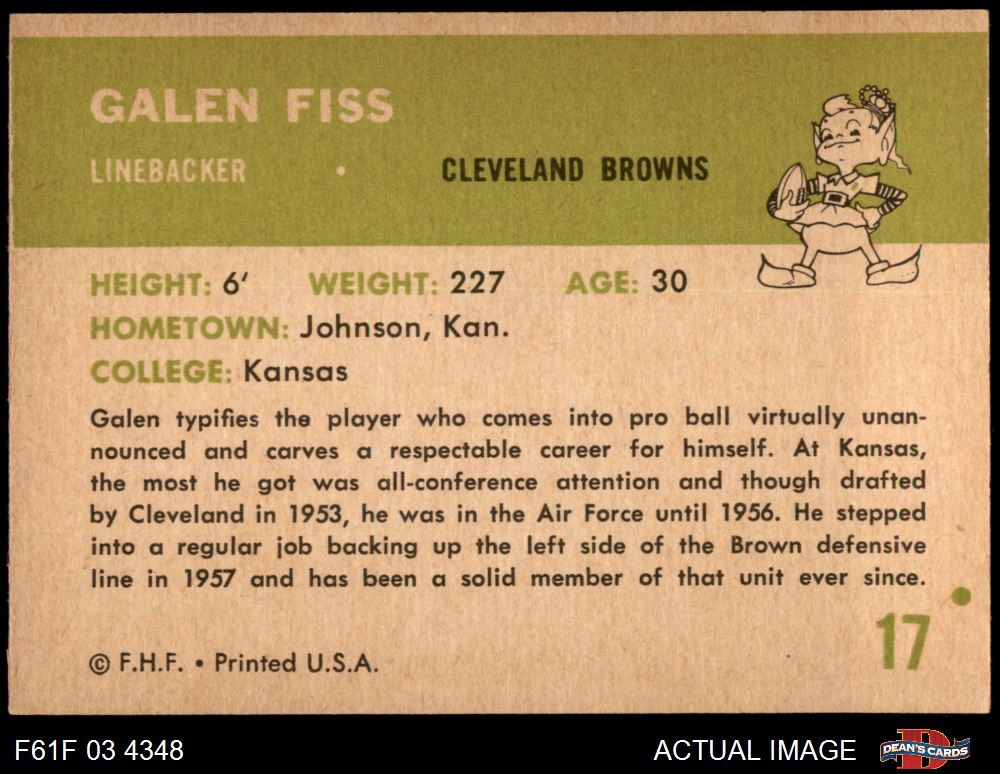 GALEN FISS
LINEBACKER • CLEVELAND BROWNS
HEIGHT: 6' WEIGHT: 227 AGE: 30
HOMETOWN: Johnson, Kan.
COLLEGE: Kansas
Galen typifies the player who comes into pro ball virtually unan-
nounced and carves a respectable career for himself. At Kansas,
the most he got was all-conference attention and though drafted
by Cleveland in 1953, he was in the Air Force until 1956. He stepped
into a regular job backing up the left side of the Brown defensive
line in 1957 and has been a solid member of that unit ever since.
17
© F.H.F. • Printed U.S.A.
F61F 03 4348 ACTUAL IMAGE D DEAN'S CARDS